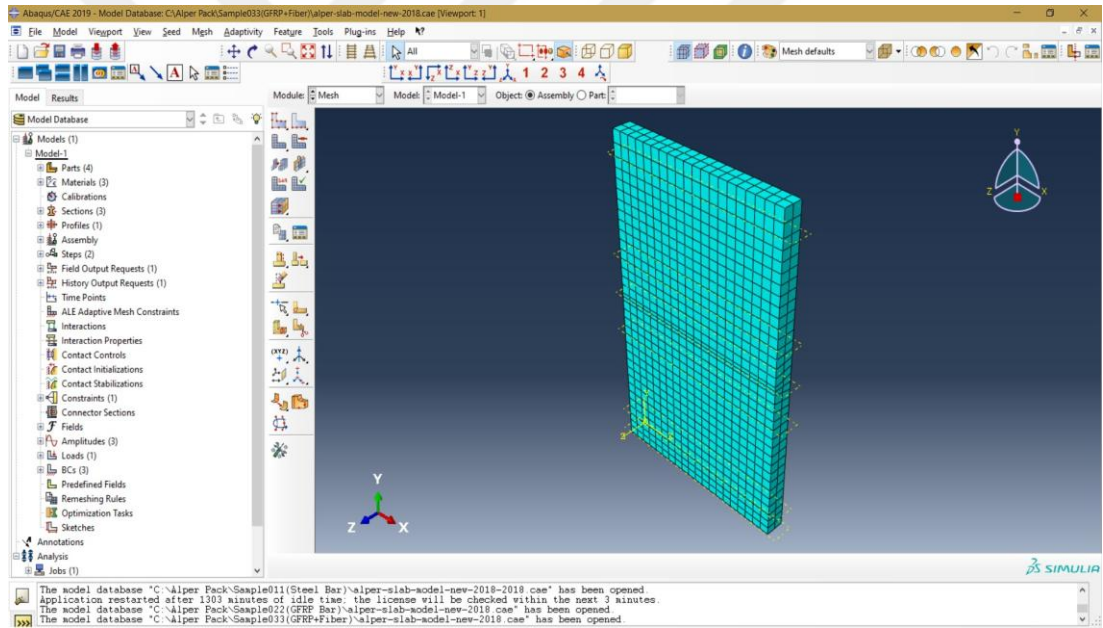 Abaqus/CAE 2019 - Model Database: C:\Alper Pack\Sample033(GFRP+Fiber)\alper-slab-model-new-2018.cae [Viewport: 1]
File Model Viewport View Seed Mesh Adaptivity Feature Tools Plug-ins Help
All
Mesh defaults
A
1 2 3 4
Model Results
Module: Mesh Model: Model-1 Object: Assembly Part:
Model Database
Models (1)
Model-1
Parts (4)
Materials (3)
Calibrations
Sections (3)
Profiles (1)
Assembly
Steps (2)
Field Output Requests (1)
History Output Requests (1)
Time Points
ALE Adaptive Mesh Constraints
Interactions
Interaction Properties
Contact Controls
Contact Initializations
Contact Stabilizations
Constraints (1)
Connector Sections
Fields
Amplitudes (3)
Loads (1)
BCs (3)
Predefined Fields
Remeshing Rules
Optimization Tasks
Sketches
Annotations
Analysis
Jobs (1)
(XYZ)
Y
Z X
Y
Z X
SIMULIA
The model database "C:\Alper Pack\Sample011(Steel Bar)\alper-slab-model-new-2018-2018.cae" has been opened.
Application restarted after 1303 minutes of idle time; the license will be checked within the next 3 minutes.
The model database "C:\Alper Pack\Sample022(GFRP Bar)\alper-slab-model-new-2018.cae" has been opened.
The model database "C:\Alper Pack\Sample033(GFRP+Fiber)\alper-slab-model-new-2018.cae" has been opened.